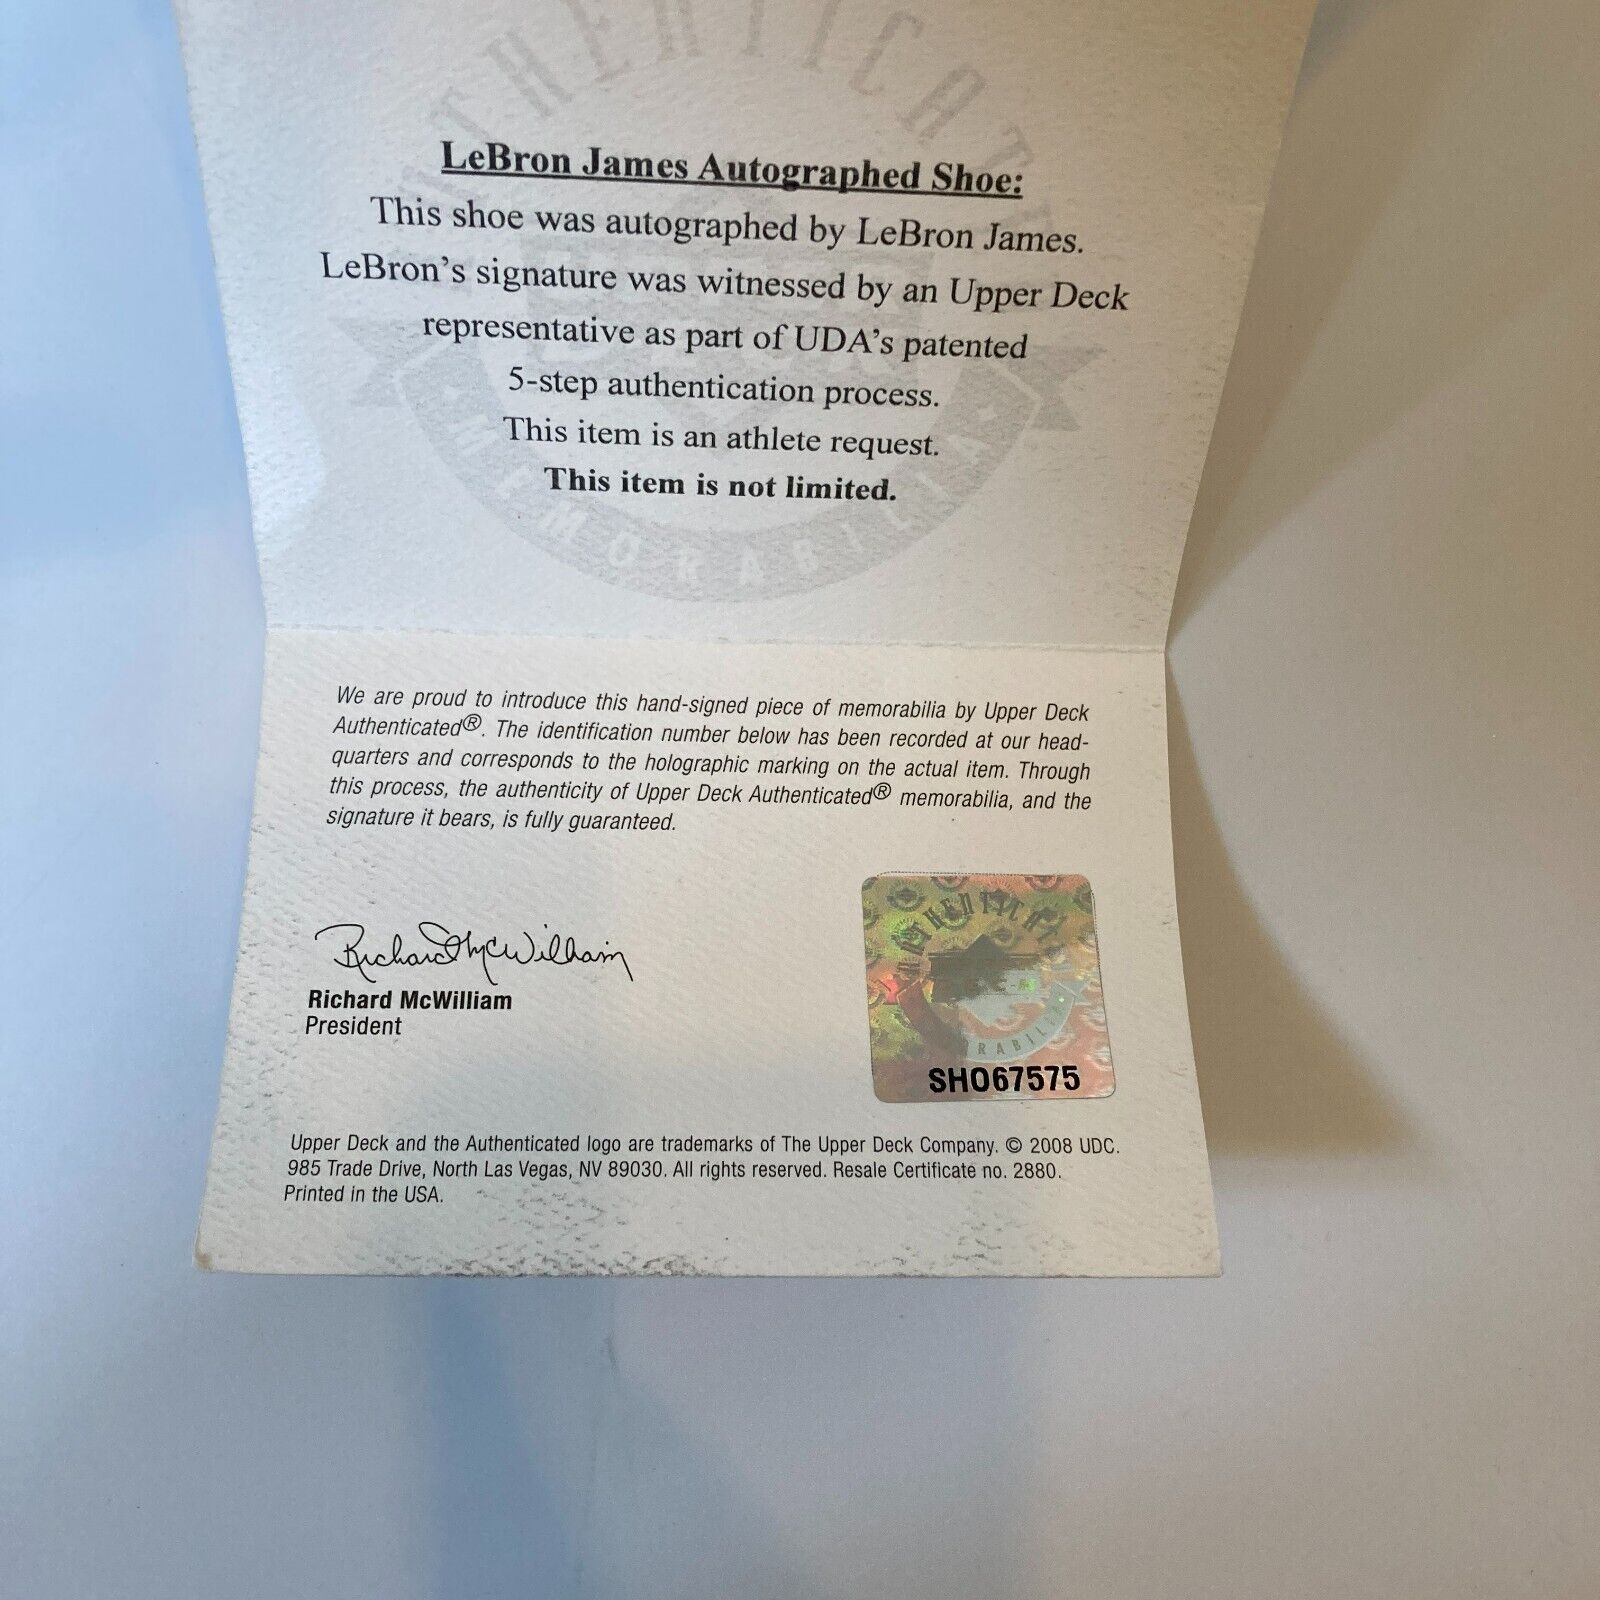 AUTHENTICATED
LeBron James Autographed Shoe:
This shoe was autographed by LeBron James.
LeBron’s signature was witnessed by an Upper Deck
representative as part of UDA’s patented
5-step authentication process.
This item is an athlete request.
This item is not limited.
MEMORABILIA
We are proud to introduce this hand-signed piece of memorabilia by Upper Deck
Authenticated®. The identification number below has been recorded at our head-
quarters and corresponds to the holographic marking on the actual item. Through
this process, the authenticity of Upper Deck Authenticated® memorabilia, and the
signature it bears, is fully guaranteed.
Richard McWilliam
Richard McWilliam
President
SHO67575
Upper Deck and the Authenticated logo are trademarks of The Upper Deck Company. © 2008 UDC.
985 Trade Drive, North Las Vegas, NV 89030. All rights reserved. Resale Certificate no. 2880.
Printed in the USA.